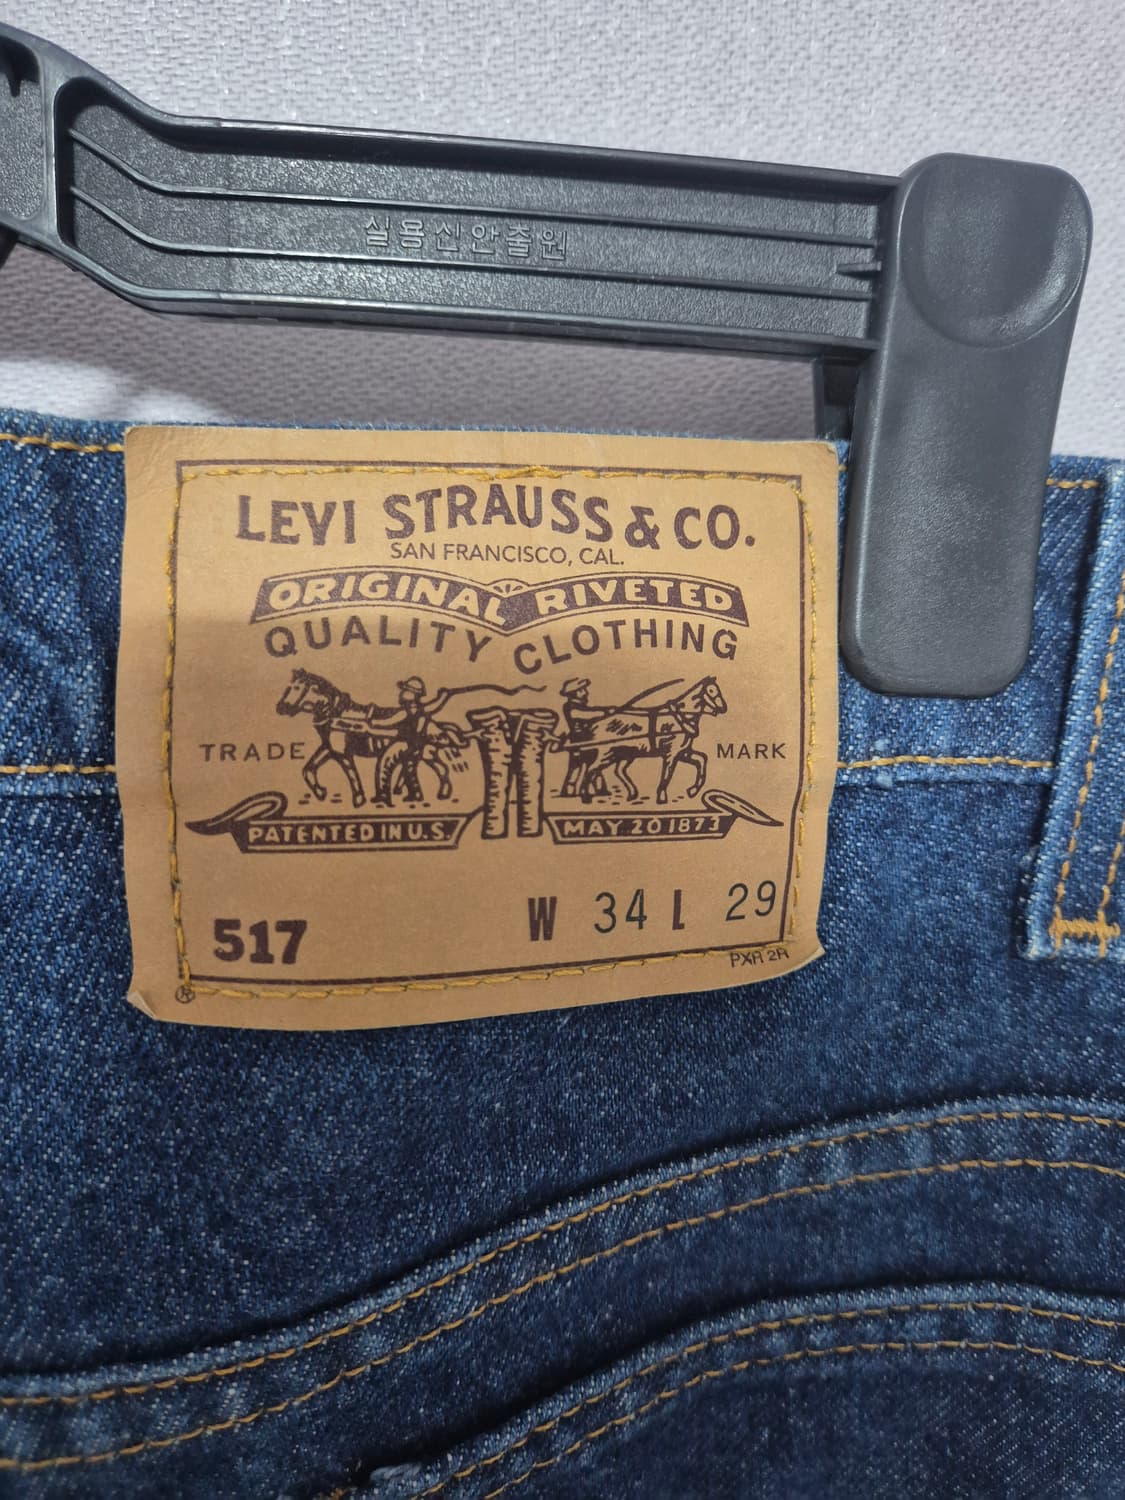 실용신안출원
LEVI STRAUSS & CO.
SAN FRANCISCO, CAL.
ORIGINAL RIVETED
QUALITY CLOTHING
TRADE MARK
PATENTED IN U.S. MAY 20 1873
517 W 34 L 29
PXR 2R
®